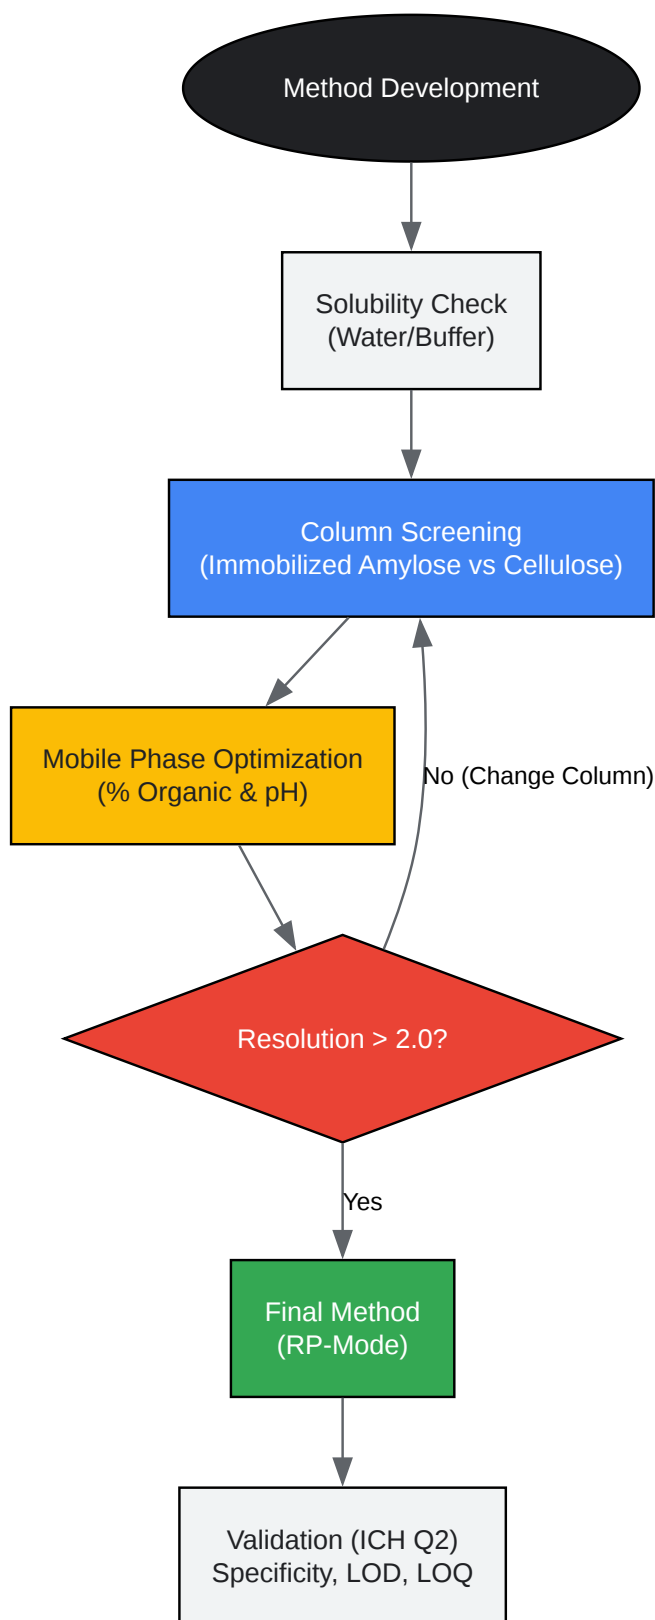 Method Development
Solubility Check
(Water/Buffer)
Column Screening
(Immobilized Amylose vs Cellulose)
Mobile Phase Optimization
(% Organic & pH)
No (Change Column)
Resolution > 2.0?
Yes
Final Method
(RP-Mode)
Validation (ICH Q2)
Specificity, LOD, LOQ